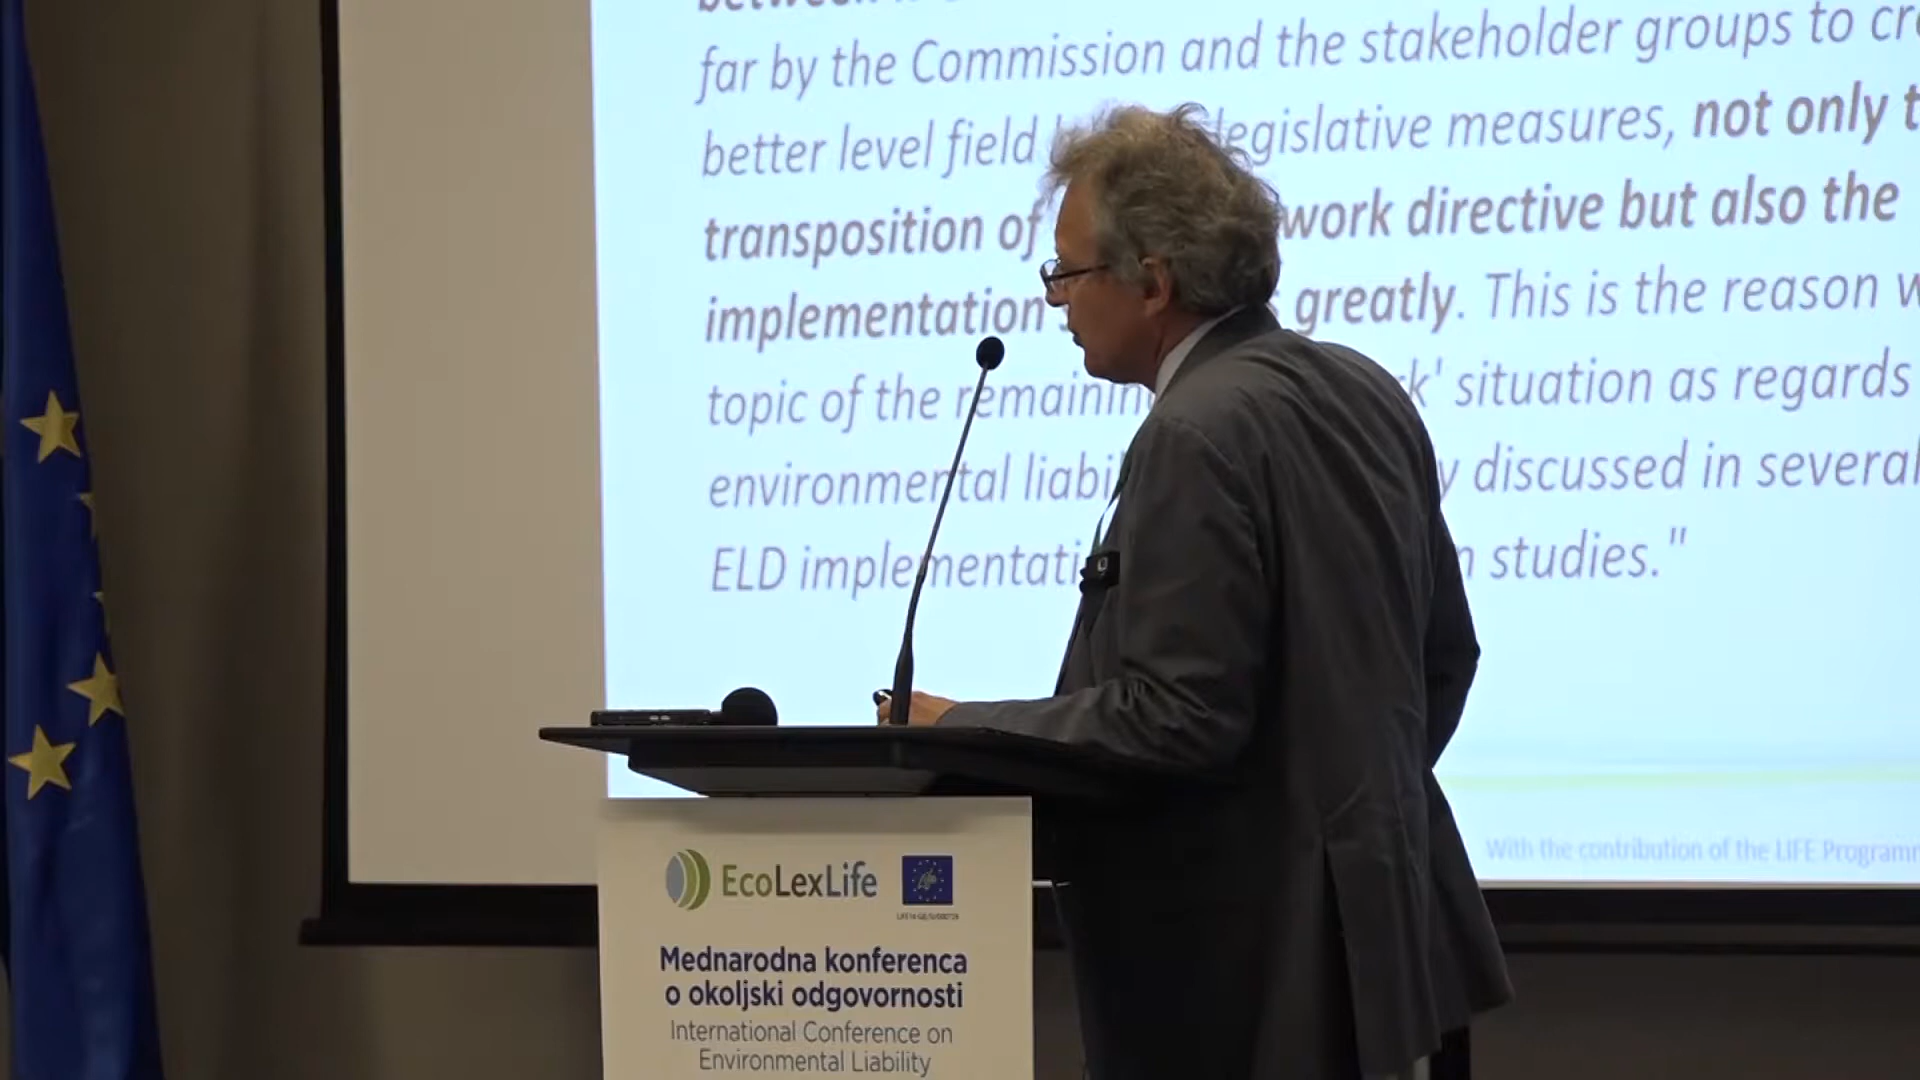 between
far by the Commission and the stakeholder groups to cr
better level field legislative measures, not only t
transposition of work directive but also the
implementation s greatly. This is the reason w
topic of the remainin rk' situation as regards
environmental liabi y discussed in several
ELD implementati n studies."
With the contribution of the LIFE Programm
EcoLexLife
Mednarodna konferenca
o okoljski odgovornosti
International Conference on
Environmental Liability